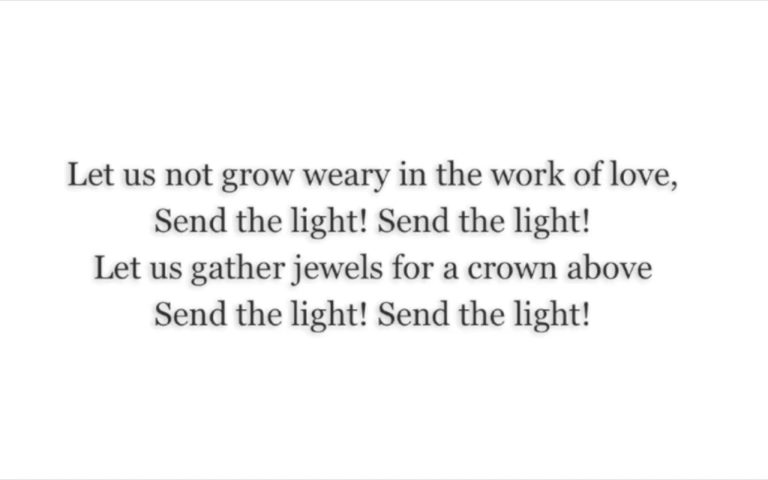 Let us not grow weary in the work of love,
Send the light! Send the light!
Let us gather jewels for a crown above
Send the light! Send the light!